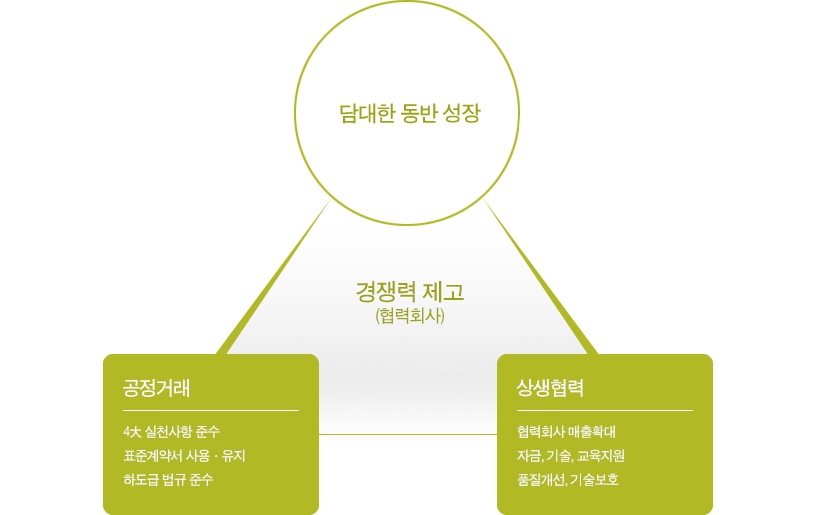 담대한 동반 성장
경쟁력 제고
(협력회사)
공정거래
4大 실천사항 준수
표준계약서 사용 · 유지
하도급 법규 준수
상생협력
협력회사 매출확대
자금, 기술, 교육지원
품질개선, 기술보호